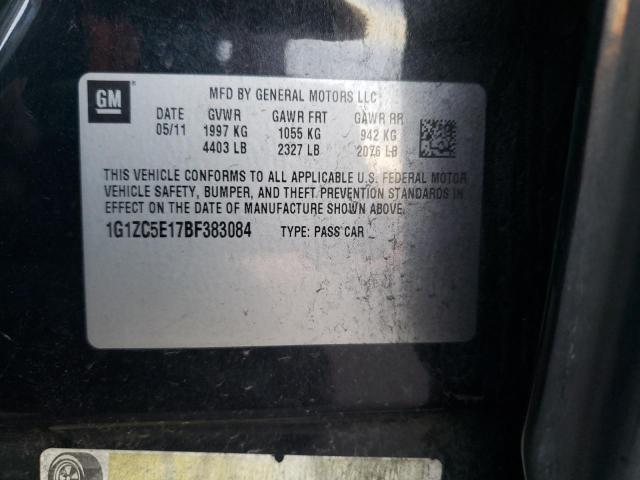 GM
MFD BY GENERAL MOTORS LLC
DATE GVWR GAWR FRT GAWR RR
05/11 1997 KG 1055 KG 942 KG
4403 LB 2327 LB 2076 LB
THIS VEHICLE CONFORMS TO ALL APPLICABLE U.S. FEDERAL MOTOR
VEHICLE SAFETY, BUMPER, AND THEFT PREVENTION STANDARDS IN
EFFECT ON THE DATE OF MANUFACTURE SHOWN ABOVE.
1G1ZC5E17BF383084 TYPE: PASS CAR